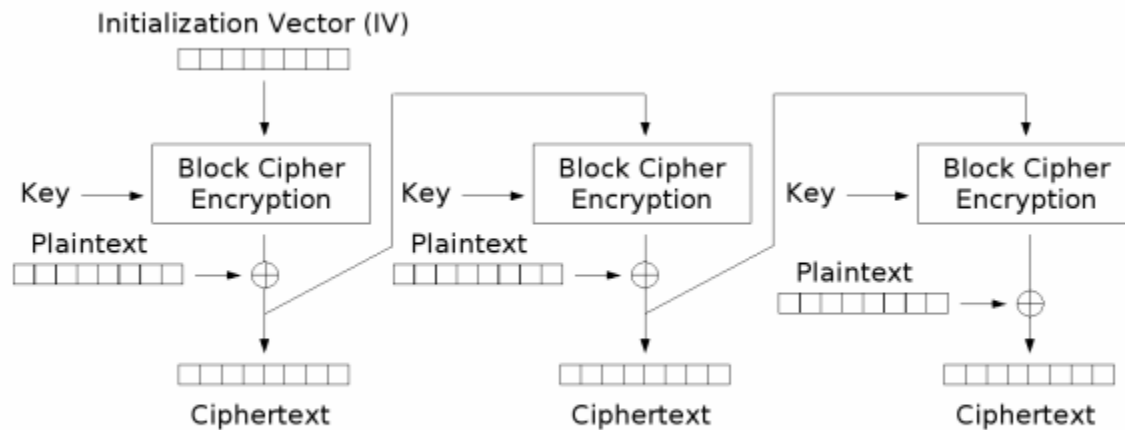 Initialization Vector (IV)
Block Cipher
Encryption
Key
Plaintext
Ciphertext
Block Cipher
Encryption
Key
Plaintext
Ciphertext
Block Cipher
Encryption
Key
Plaintext
Ciphertext